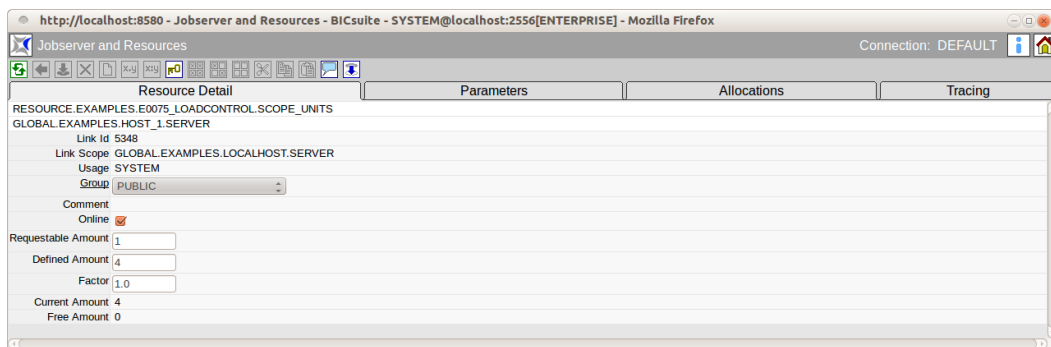 http://localhost:8580 - Jobserver and Resources - BICsuite - SYSTEM@localhost:2556[ENTERPRISE] - Mozilla Firefox
Jobserver and Resources Connection: DEFAULT
Resource Detail Parameters Allocations Tracing
RESOURCE.EXAMPLES.E0075_LOADCONTROL.SCOPE_UNITS
GLOBAL.EXAMPLES.HOST_1.SERVER
Link Id 5348
Link Scope GLOBAL.EXAMPLES.LOCALHOST.SERVER
Usage SYSTEM
Group PUBLIC
Comment
Online
Requestable Amount 1
Defined Amount 4
Factor 1.0
Current Amount 4
Free Amount 0